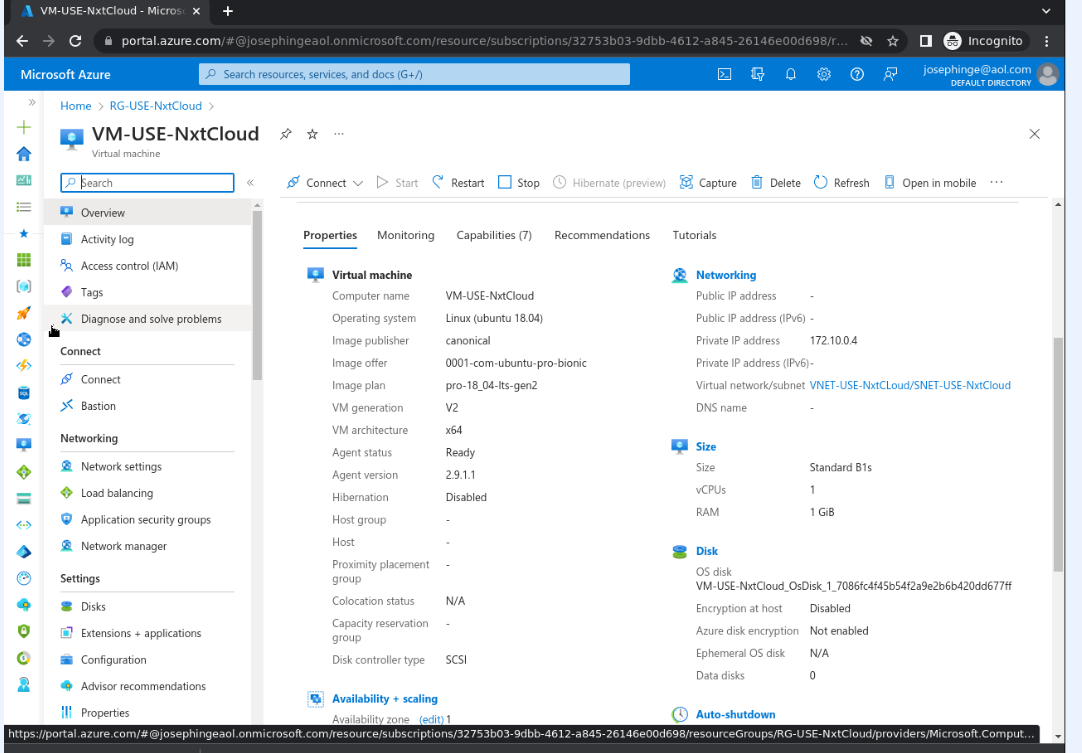 VM-USE-NxtCloud - Micros
portal.azure.com/#@josephingeaol.onmicrosoft.com/resource/subscriptions/32753b03-9dbb-4612-a845-26146e00d698/r...
Incognito
Microsoft Azure
Search resources, services, and docs (G+/)
josephinge@aol.com
DEFAULT DIRECTORY
Home > RG-USE-NxtCloud >
VM-USE-NxtCloud
Virtual machine
Search
Connect
Start
Restart
Stop
Hibernate (preview)
Capture
Delete
Refresh
Open in mobile
Overview
Activity log
Access control (IAM)
Tags
Diagnose and solve problems
Connect
Connect
Bastion
Networking
Network settings
Load balancing
Application security groups
Network manager
Settings
Disks
Extensions + applications
Configuration
Advisor recommendations
Properties
Properties Monitoring Capabilities (7) Recommendations Tutorials
Virtual machine
Computer name VM-USE-NxtCloud
Operating system Linux (ubuntu 18.04)
Image publisher canonical
Image offer 0001-com-ubuntu-pro-bionic
Image plan pro-18_04-lts-gen2
VM generation V2
VM architecture x64
Agent status Ready
Agent version 2.9.1.1
Hibernation Disabled
Host group -
Host -
Proximity placement -
group
Colocation status N/A
Capacity reservation -
group
Disk controller type SCSI
Availability + scaling
Availability zone (edit) 1
Networking
Public IP address -
Public IP address (IPv6) -
Private IP address 172.10.0.4
Private IP address (IPv6) -
Virtual network/subnet VNET-USE-NxtCLoud/SNET-USE-NxtCloud
DNS name -
Size
Size Standard B1s
vCPUs 1
RAM 1 GiB
Disk
OS disk
VM-USE-NxtCloud_OsDisk_1_7086fc4f45b54f2a9e2b6b420dd677ff
Encryption at host Disabled
Azure disk encryption Not enabled
Ephemeral OS disk N/A
Data disks 0
Auto-shutdown
https://portal.azure.com/#@josephingeaol.onmicrosoft.com/resource/subscriptions/32753b03-9dbb-4612-a845-26146e00d698/resourceGroups/RG-USE-NxtCloud/providers/Microsoft.Comput...